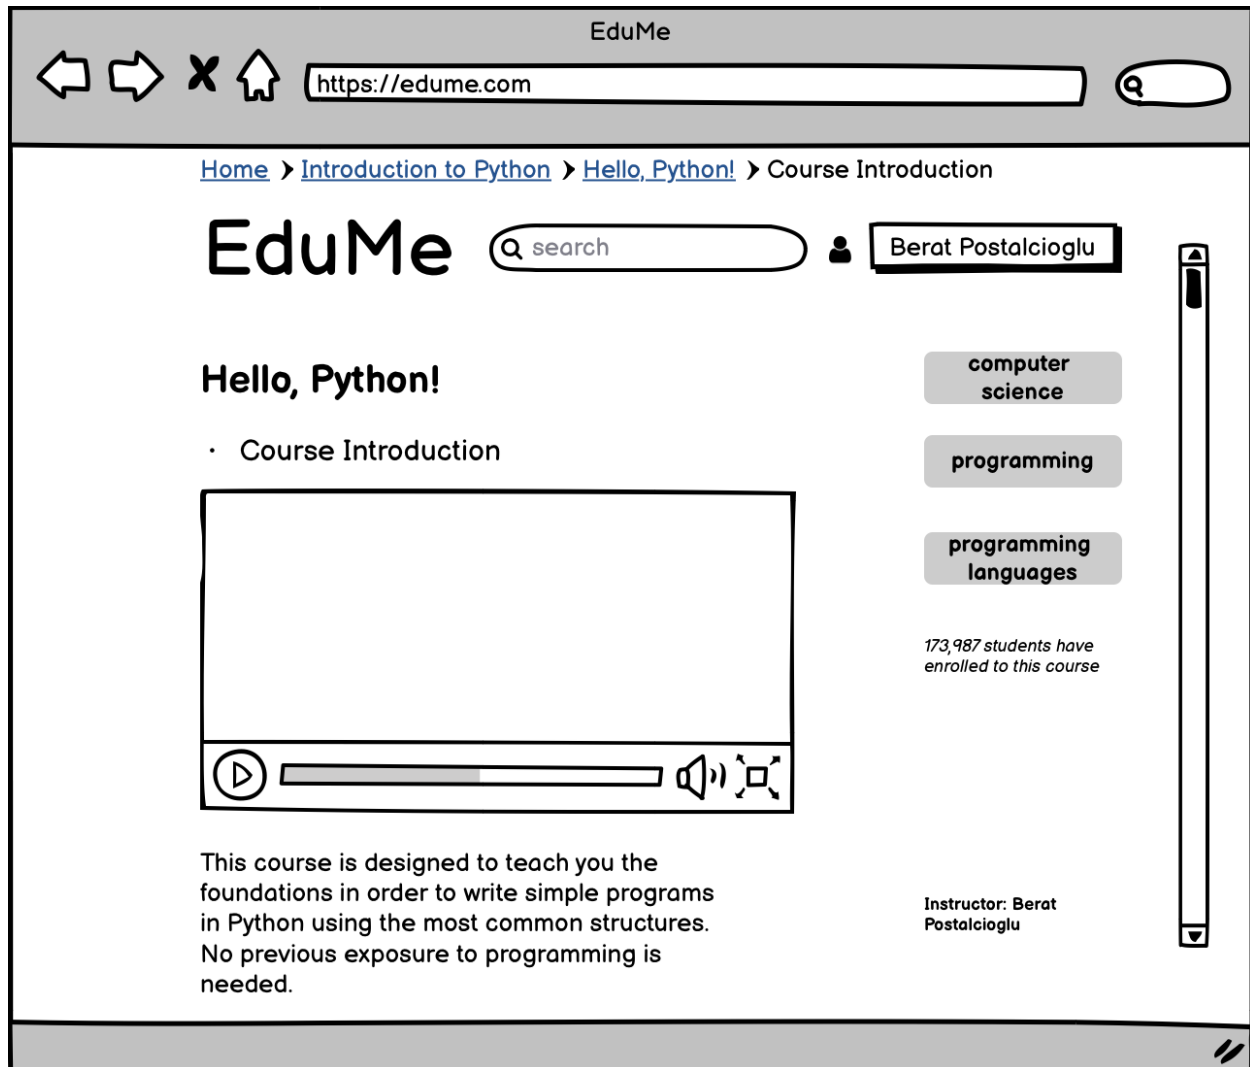 EduMe
https://edume.com
Home > Introduction to Python > Hello, Python! > Course Introduction
EduMe
search
Berat Postalcioglu
Hello, Python!
· Course Introduction
This course is designed to teach you the
foundations in order to write simple programs
in Python using the most common structures.
No previous exposure to programming is
needed.
computer
science
programming
programming
languages
173,987 students have
enrolled to this course
Instructor: Berat
Postalcioglu